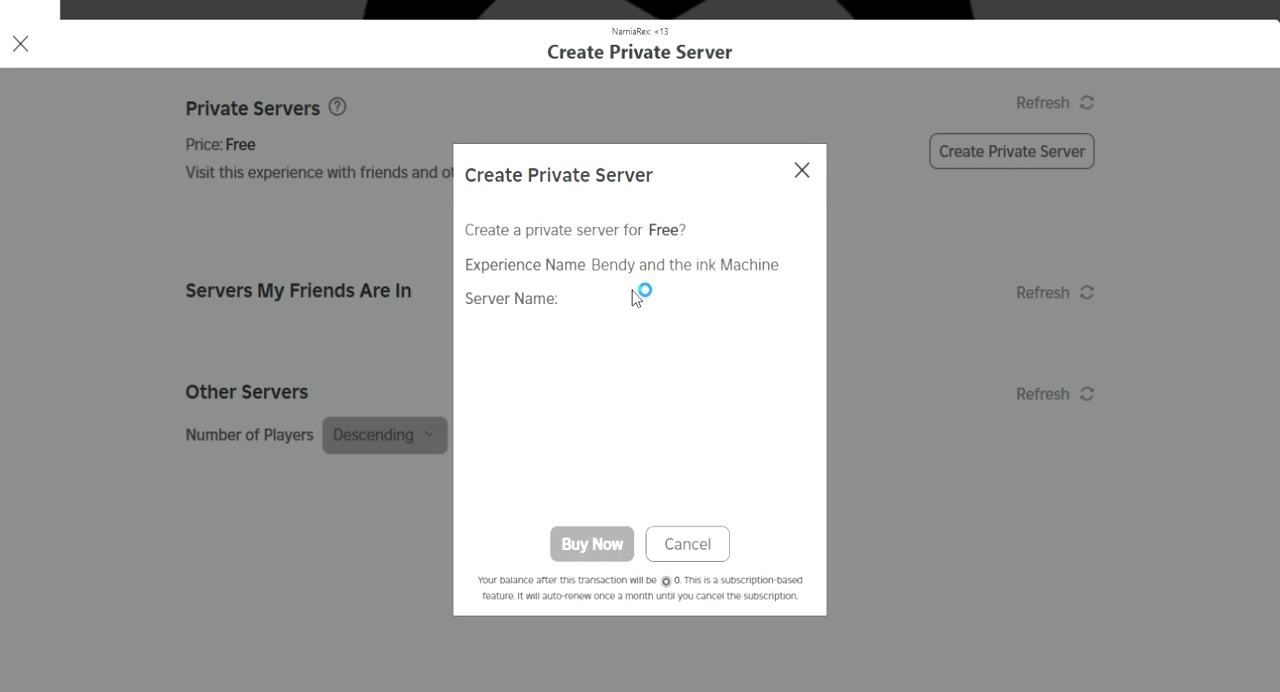 NarniaRex: <13
Create Private Server
Private Servers
Refresh
Price: Free
Create Private Server
Visit this experience with friends and ot
Create Private Server
Create a private server for Free?
Experience Name Bendy and the ink Machine
Server Name:
Servers My Friends Are In
Refresh
Other Servers
Refresh
Number of Players Descending
Buy Now Cancel
Your balance after this transaction will be 0. This is a subscription-based
feature. It will auto-renew once a month until you cancel the subscription.